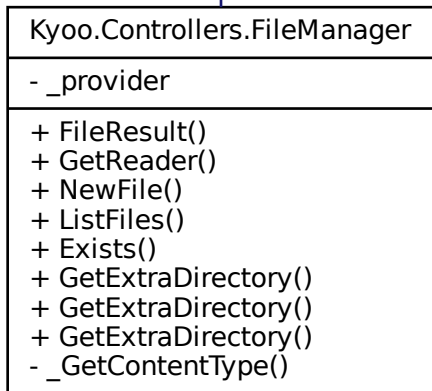 Kyoo.Controllers.FileManager
- _provider
+ FileResult()
+ GetReader()
+ NewFile()
+ ListFiles()
+ Exists()
+ GetExtraDirectory()
+ GetExtraDirectory()
+ GetExtraDirectory()
- _GetContentType()